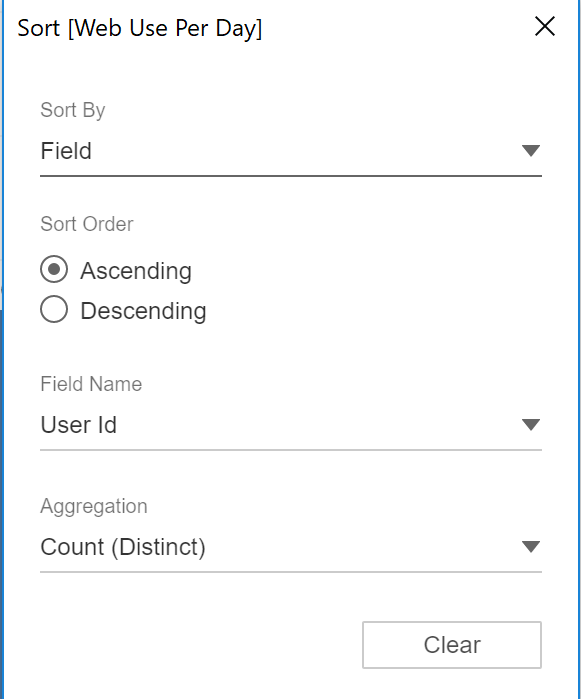 Sort [Web Use Per Day]
Sort By
Field
Sort Order
Ascending
Descending
Field Name
User Id
Aggregation
Count (Distinct)
Clear